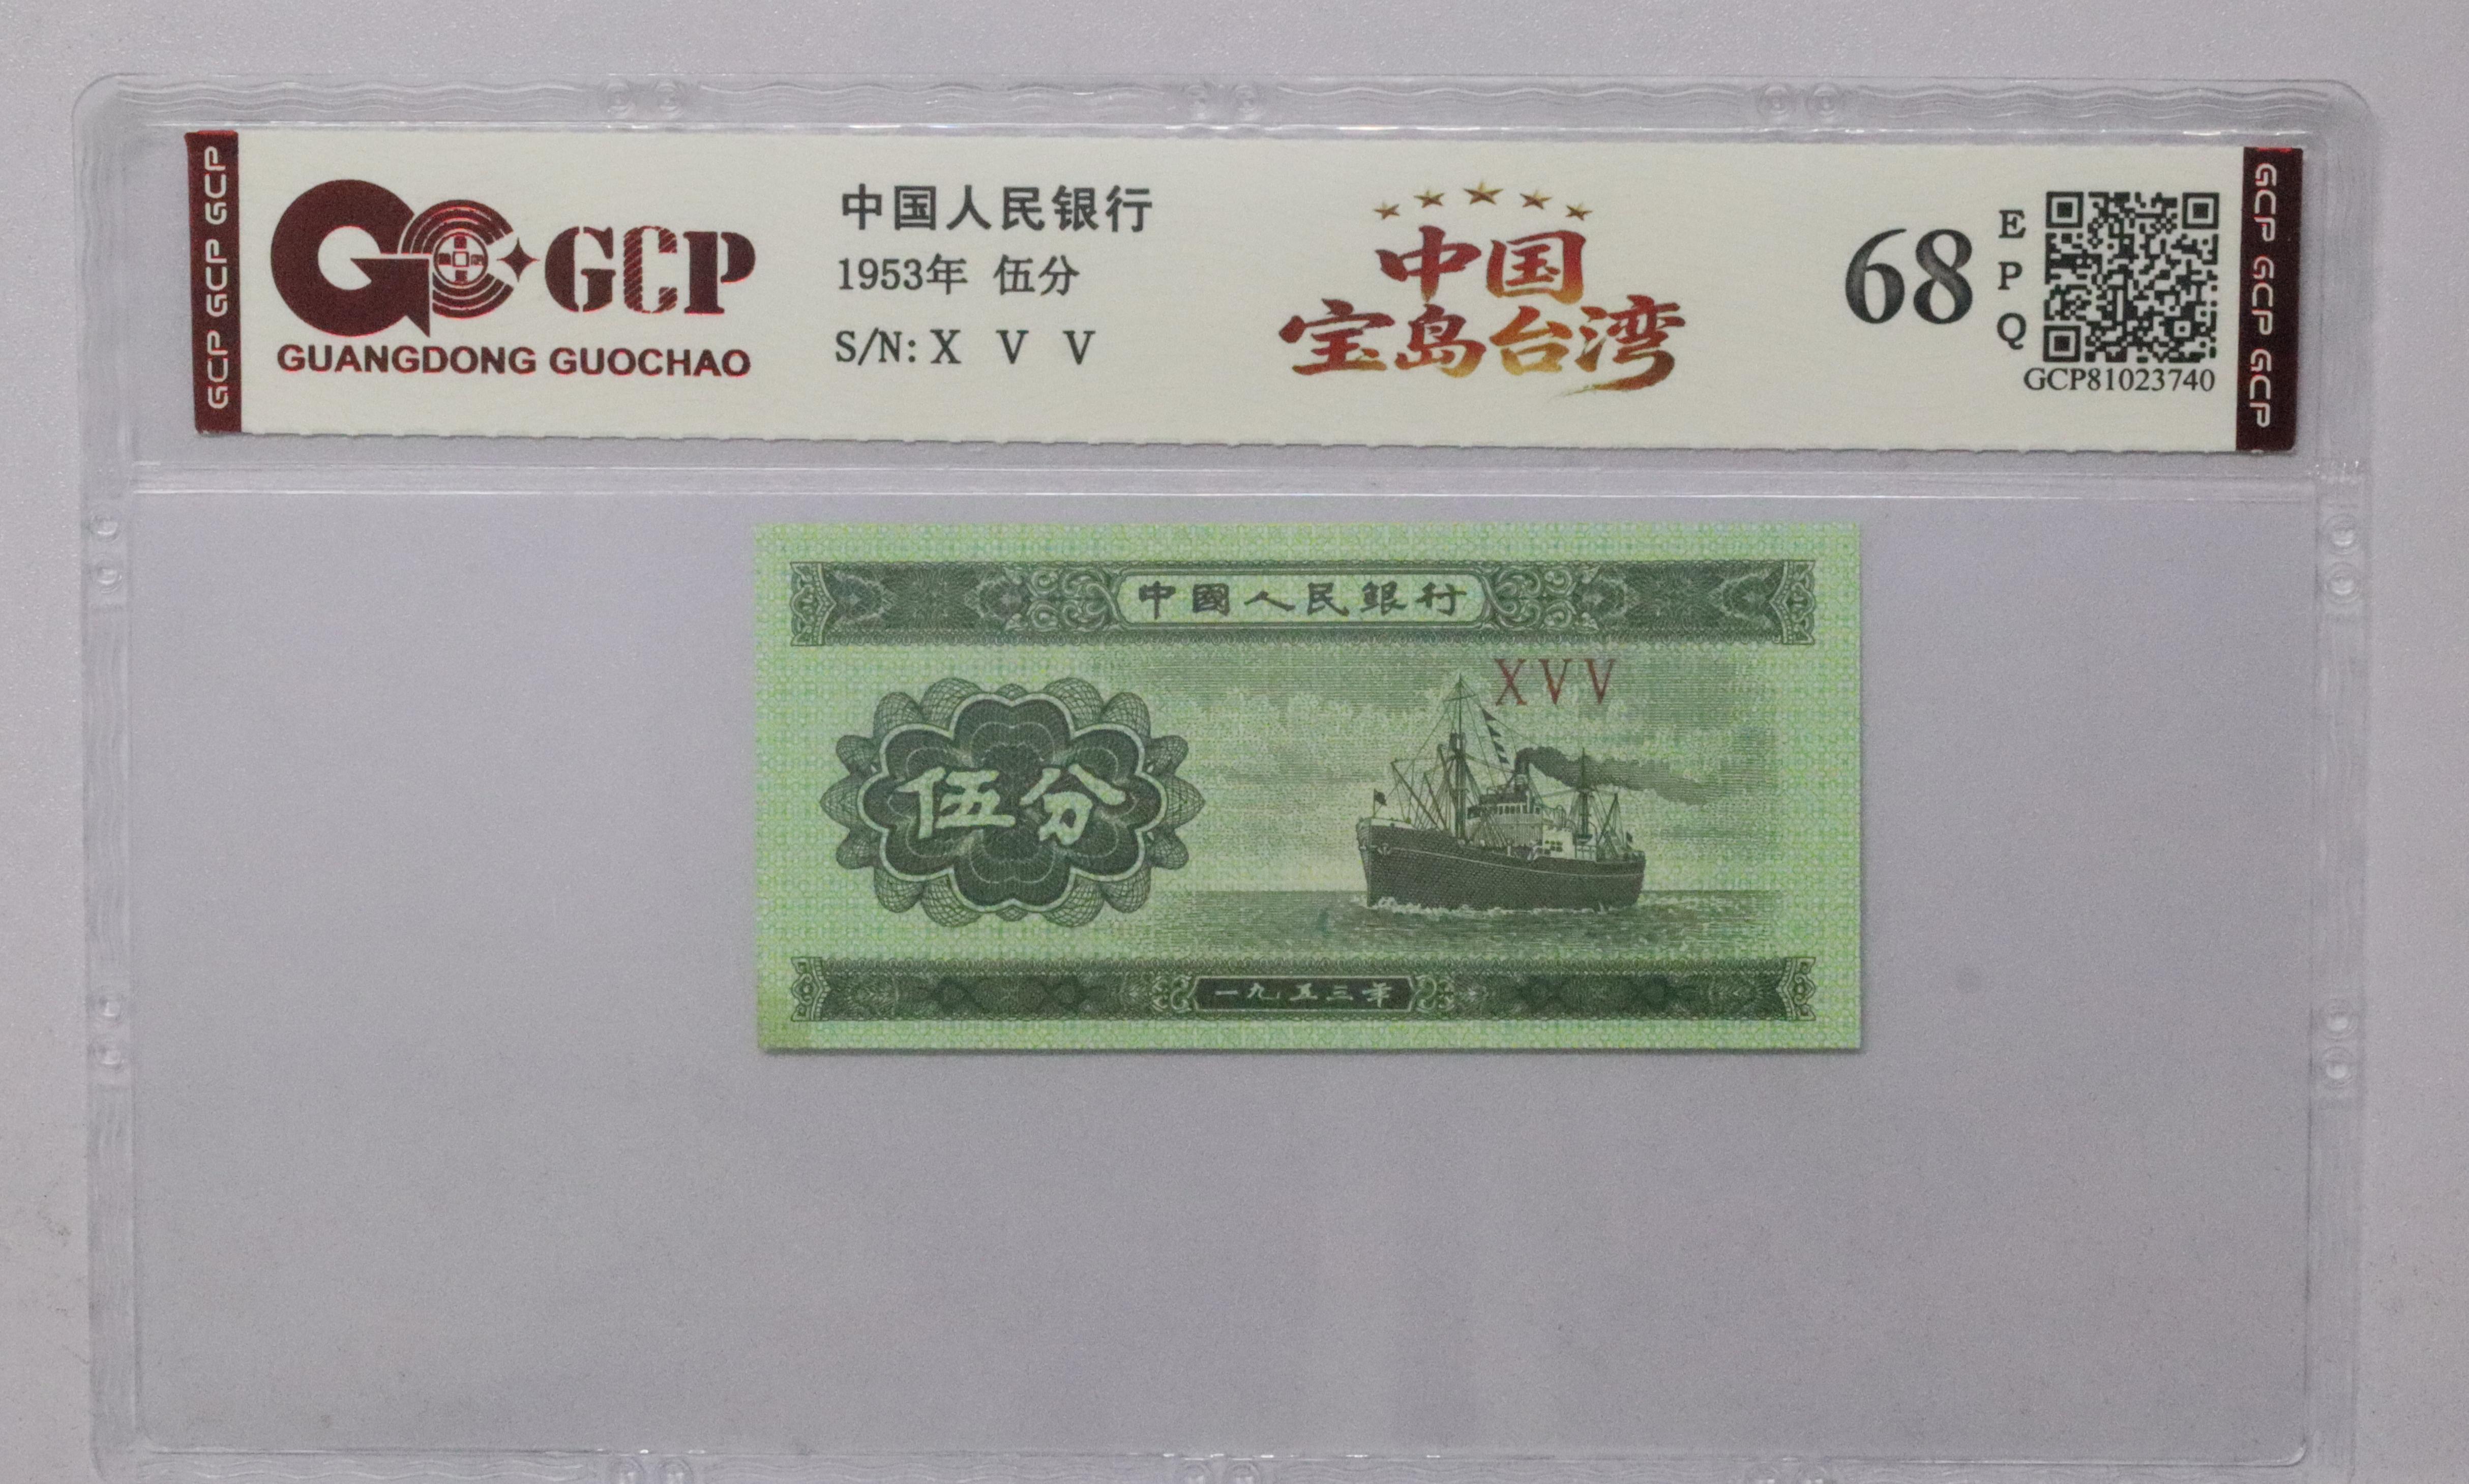 GCP GCP GCP
GCP
GUANGDONG GUOCHAO
中国人民银行
1953年 伍分
S/N: X V V
中国
宝岛台湾
68
E
P
Q
GCP81023740
GCP GCP GCP
中國人民銀行
XVV
伍分
一九五三年